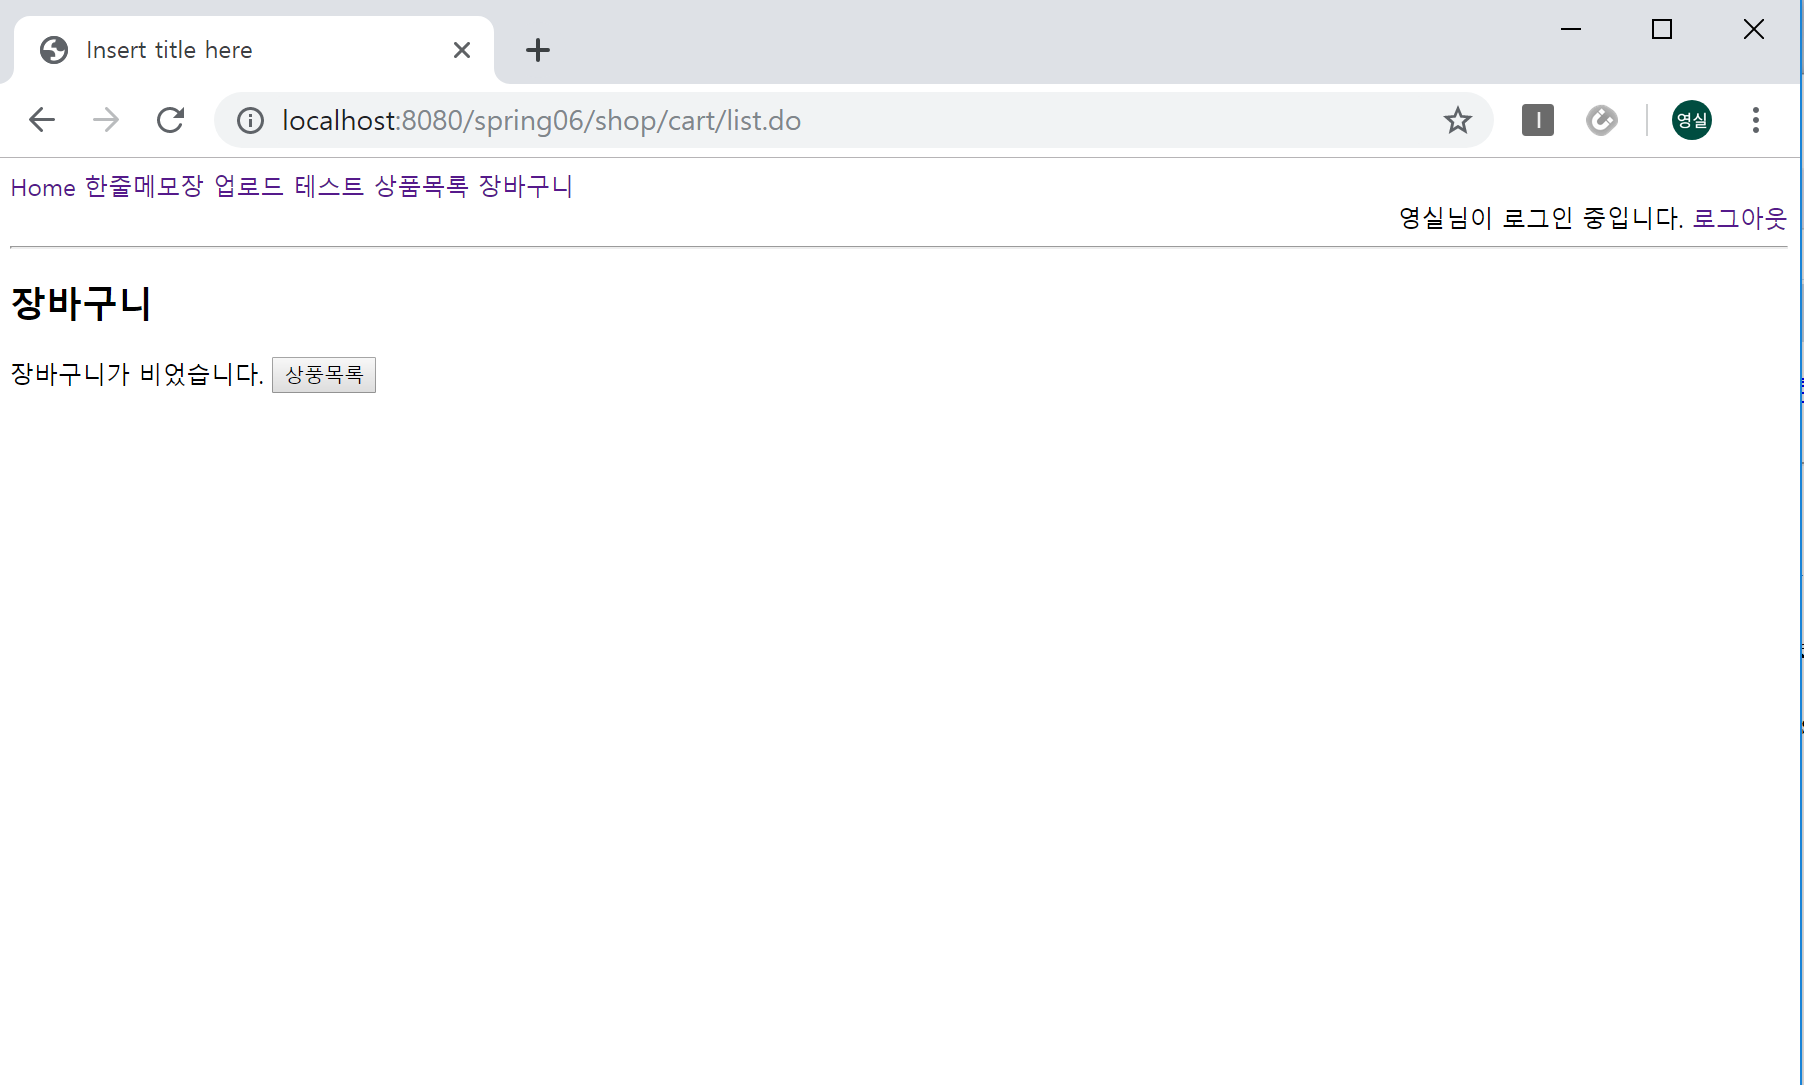 Insert title here
localhost:8080/spring06/shop/cart/list.do
영실
Home 한줄메모장 업로드 테스트 상품목록 장바구니
영실님이 로그인 중입니다. 로그아웃
장바구니
장바구니가 비었습니다. 상풍목록